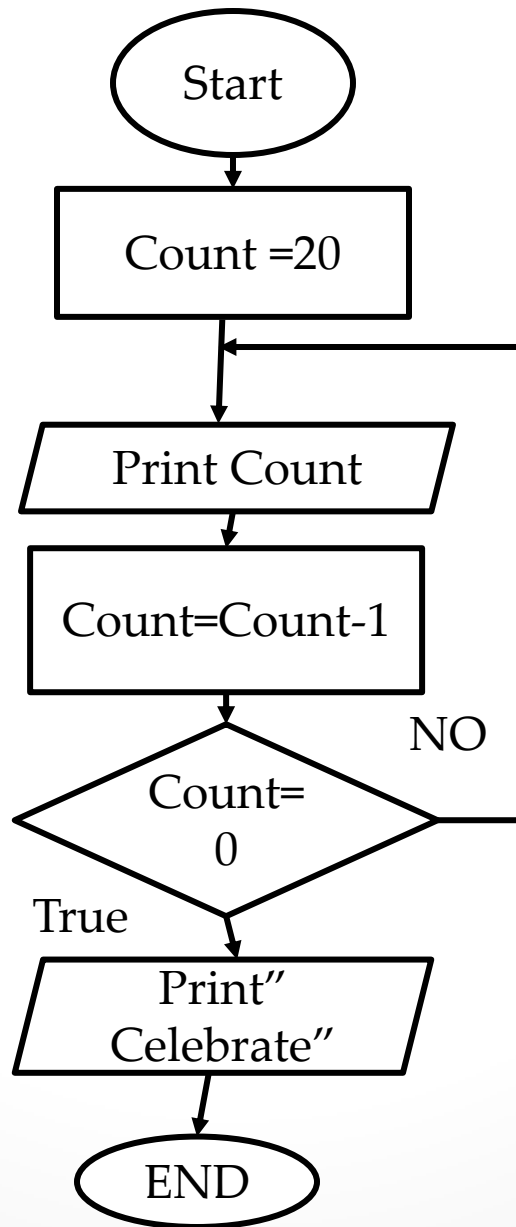 Start
Count =20
Print Count
Count=Count-1
NO
Count=
0
True
Print”
Celebrate”
END